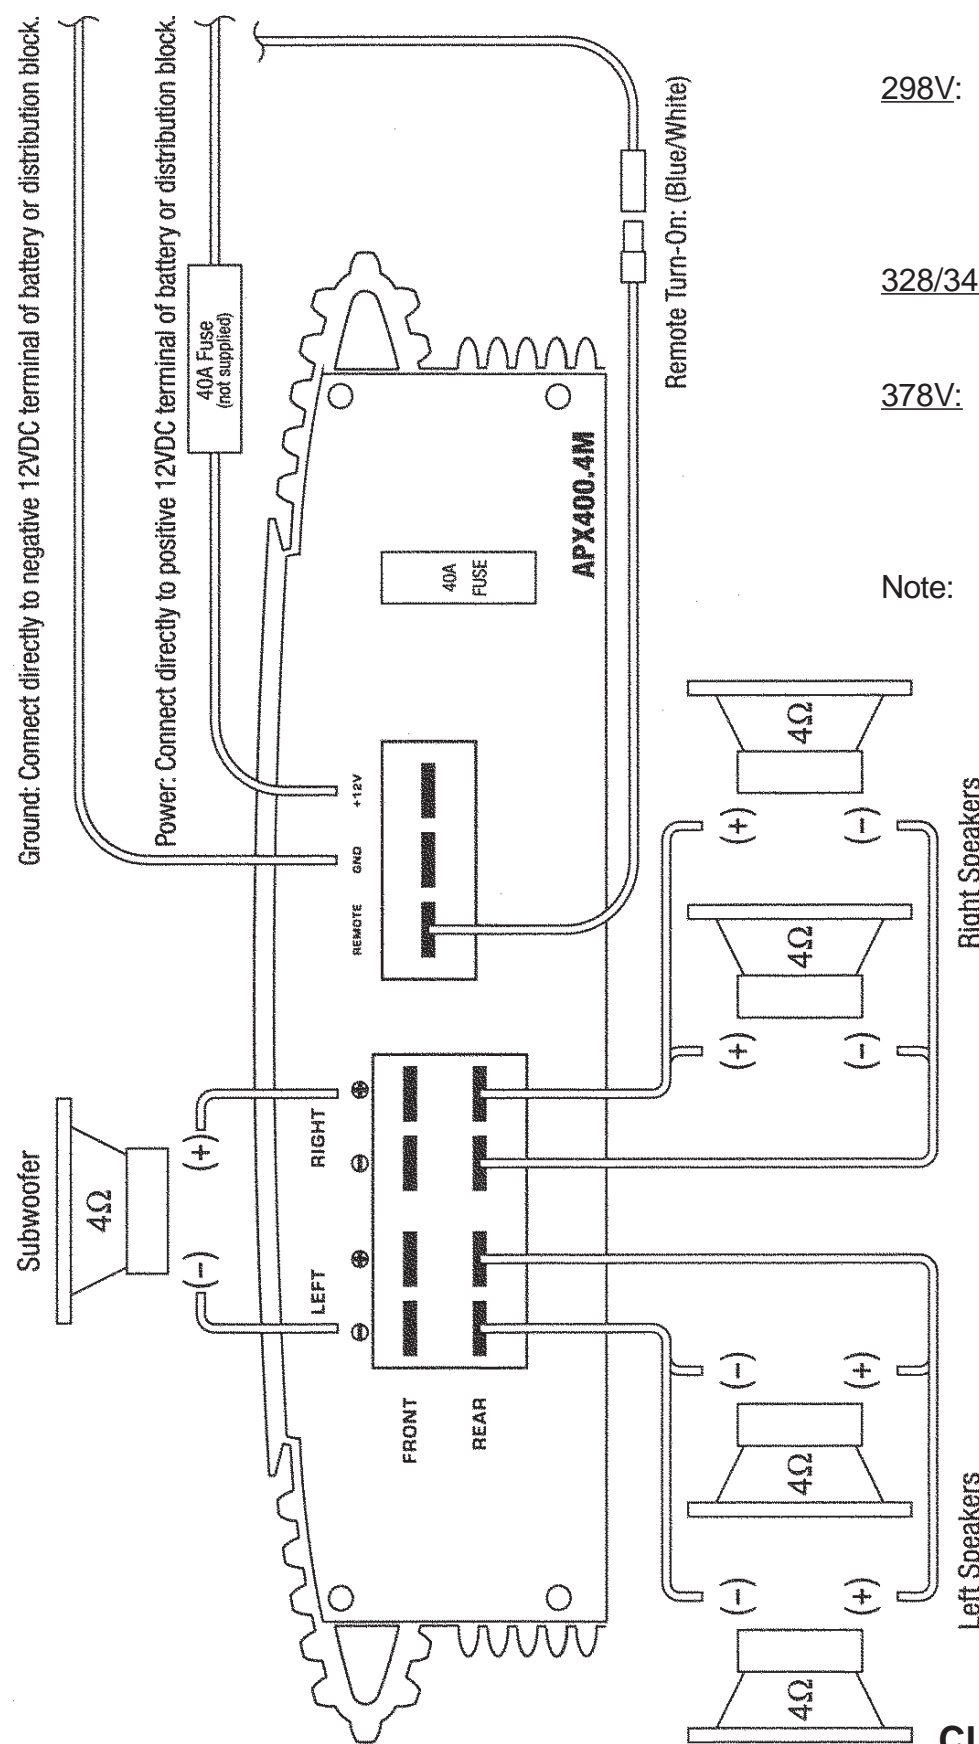 Ground: Connect directly to negative 12VDC terminal of battery or distribution block.
Power: Connect directly to positive 12VDC terminal of battery or distribution block.
40A Fuse
(not supplied)
Remote Turn-On: (Blue/White)
APX400.4M
40A
FUSE
+12V
GND
REMOTE
Subwoofer
4Ω
(+)
(−)
RIGHT
LEFT
⊕
⊖
⊕
⊖
FRONT
REAR
4Ω
(+)
(−)
4Ω
(+)
(−)
Right Speakers
(−)
(+)
4Ω
(−)
(+)
4Ω
Left Speakers
298V:
328/34
378V:
Note: